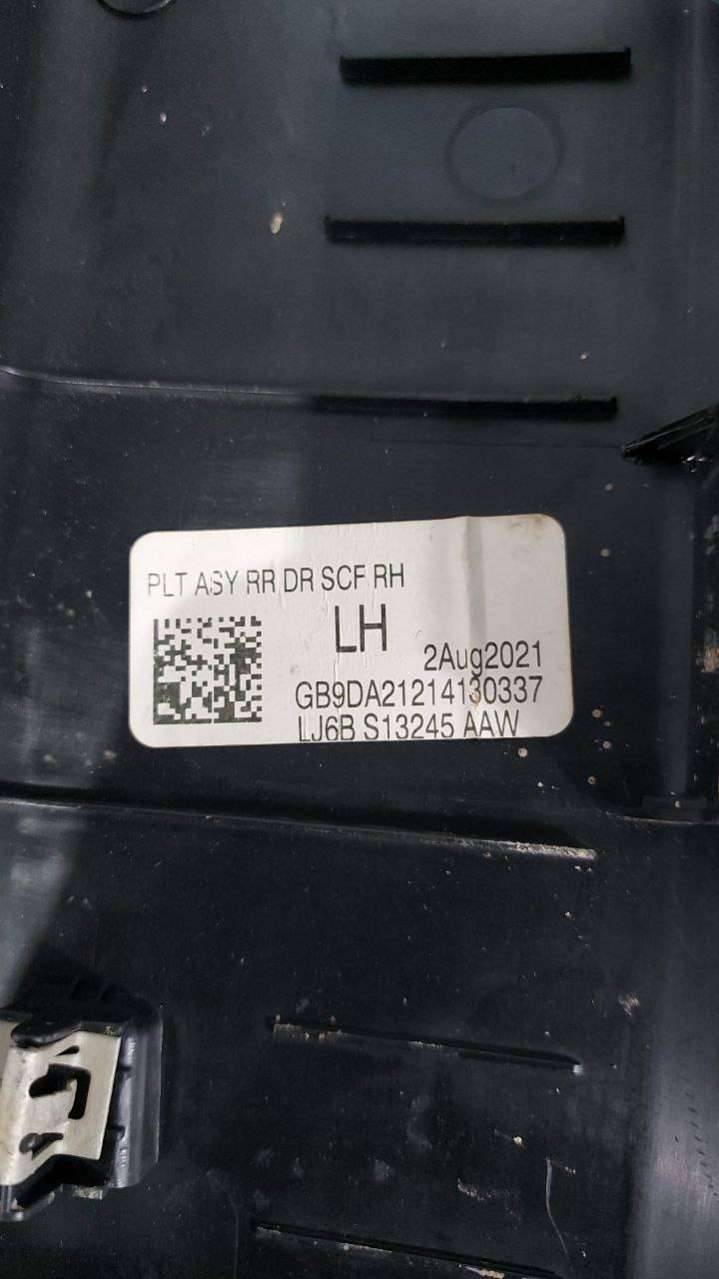 PLT ASY RR DR SCF RH
LH
2Aug2021
GB9DA21214130337
LJ6B S13245 AAW